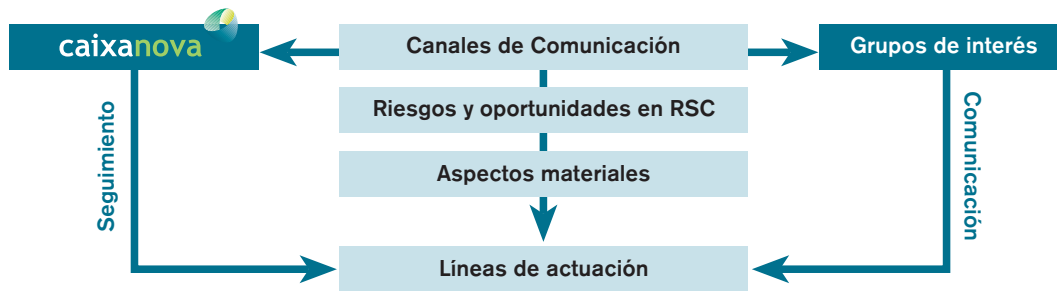 caixanova
Canales de Comunicación
Grupos de interés
Riesgos y oportunidades en RSC
Seguimiento
Comunicación
Aspectos materiales
Líneas de actuación